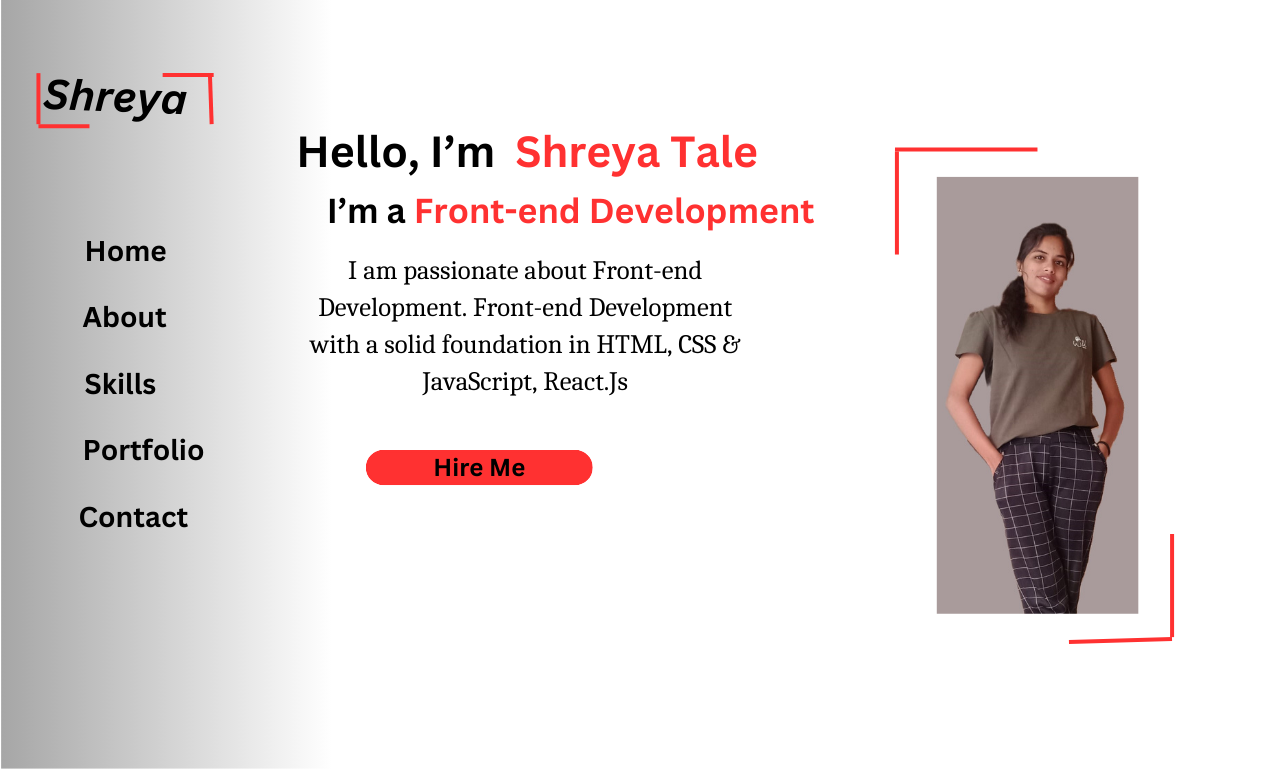 Shreya
Home
About
Skills
Portfolio
Contact
Hello, I’m Shreya Tale
I’m a Front-end Development
I am passionate about Front-end
Development. Front-end Development
with a solid foundation in HTML, CSS &
JavaScript, React.Js
Hire Me